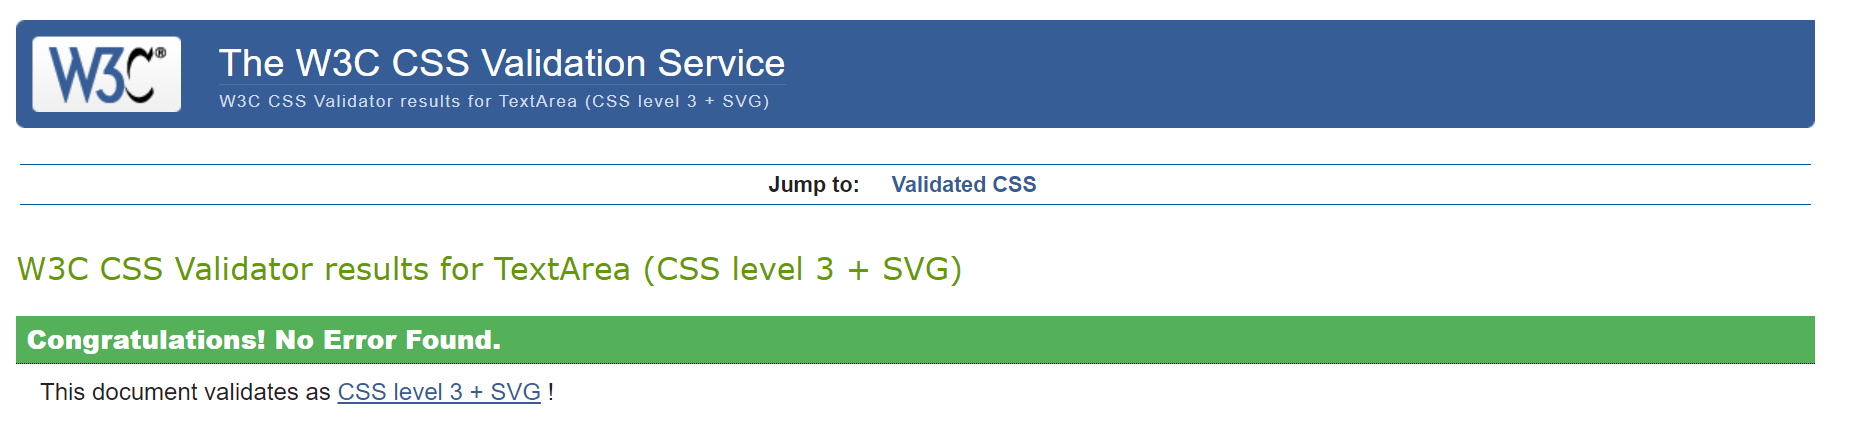 W3C®
The W3C CSS Validation Service
W3C CSS Validator results for TextArea (CSS level 3 + SVG)
Jump to: Validated CSS
W3C CSS Validator results for TextArea (CSS level 3 + SVG)
Congratulations! No Error Found.
This document validates as CSS level 3 + SVG !